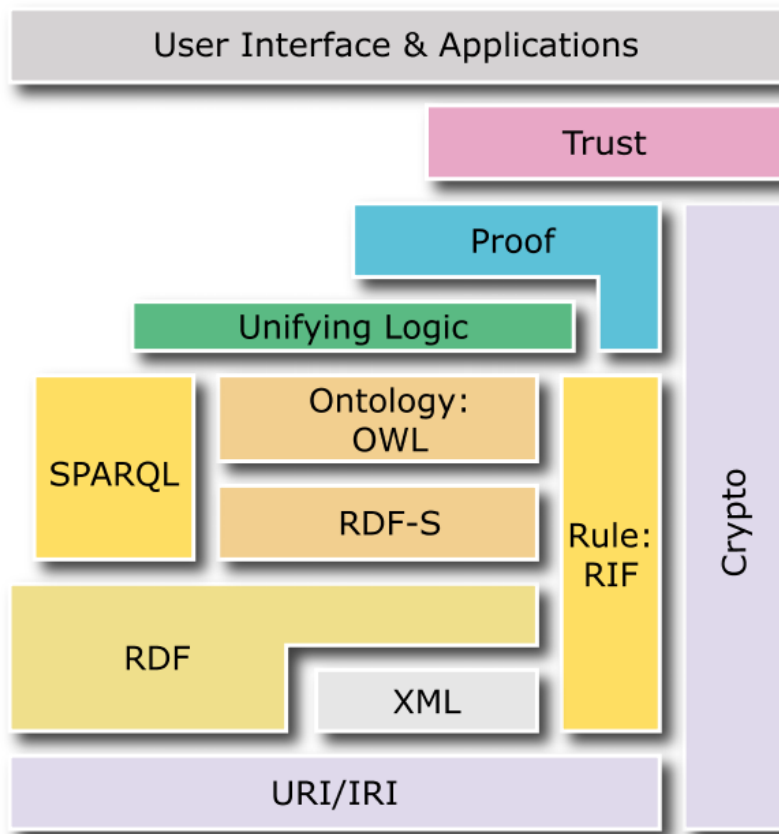 User Interface & Applications
Trust
Proof
Unifying Logic
Ontology:
OWL
SPARQL
RDF-S
Rule:
RIF
Crypto
RDF
XML
URI/IRI